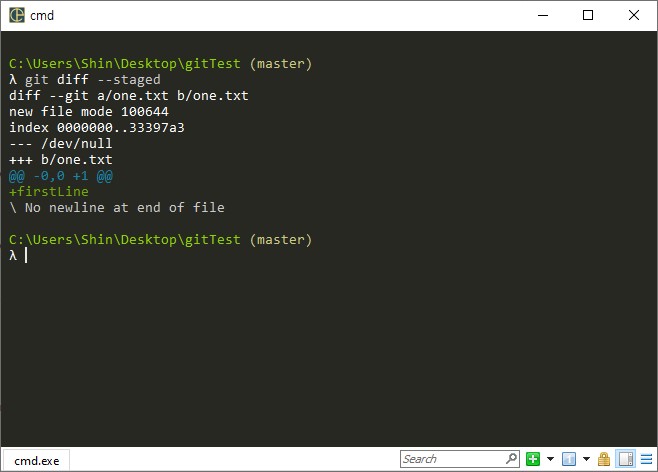 cmd
C:\Users\Shin\Desktop\gitTest (master)
λ git diff --staged
diff --git a/one.txt b/one.txt
new file mode 100644
index 0000000..33397a3
--- /dev/null
+++ b/one.txt
@@ -0,0 +1 @@
+firstLine
\ No newline at end of file
C:\Users\Shin\Desktop\gitTest (master)
λ
cmd.exe
Search